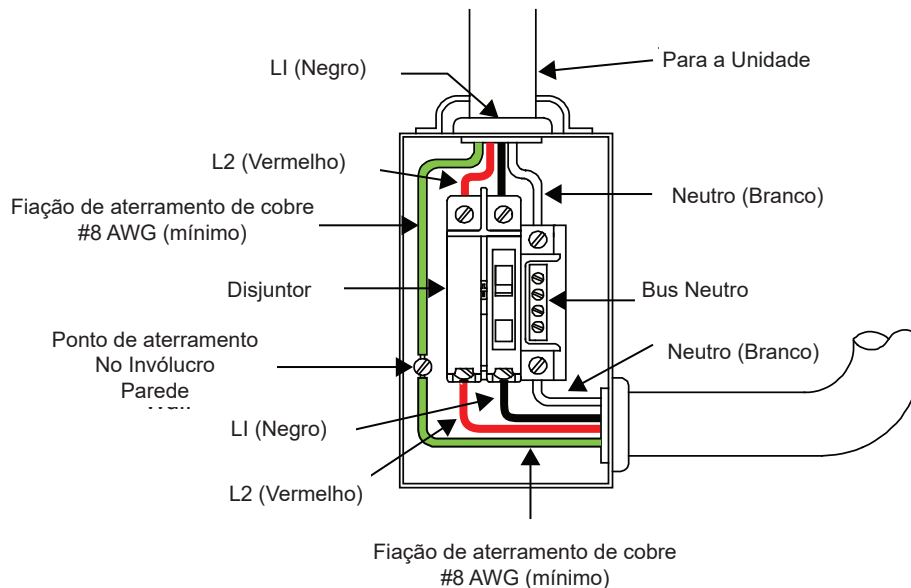 LI (Negro)
Para a Unidade
L2 (Vermelho)
Neutro (Branco)
Fiação de aterramento de cobre
#8 AWG (mínimo)
Disjuntor
Bus Neutro
Ponto de aterramento
No Invólucro
Parede
Neutro (Branco)
LI (Negro)
L2 (Vermelho)
Fiação de aterramento de cobre
#8 AWG (mínimo)